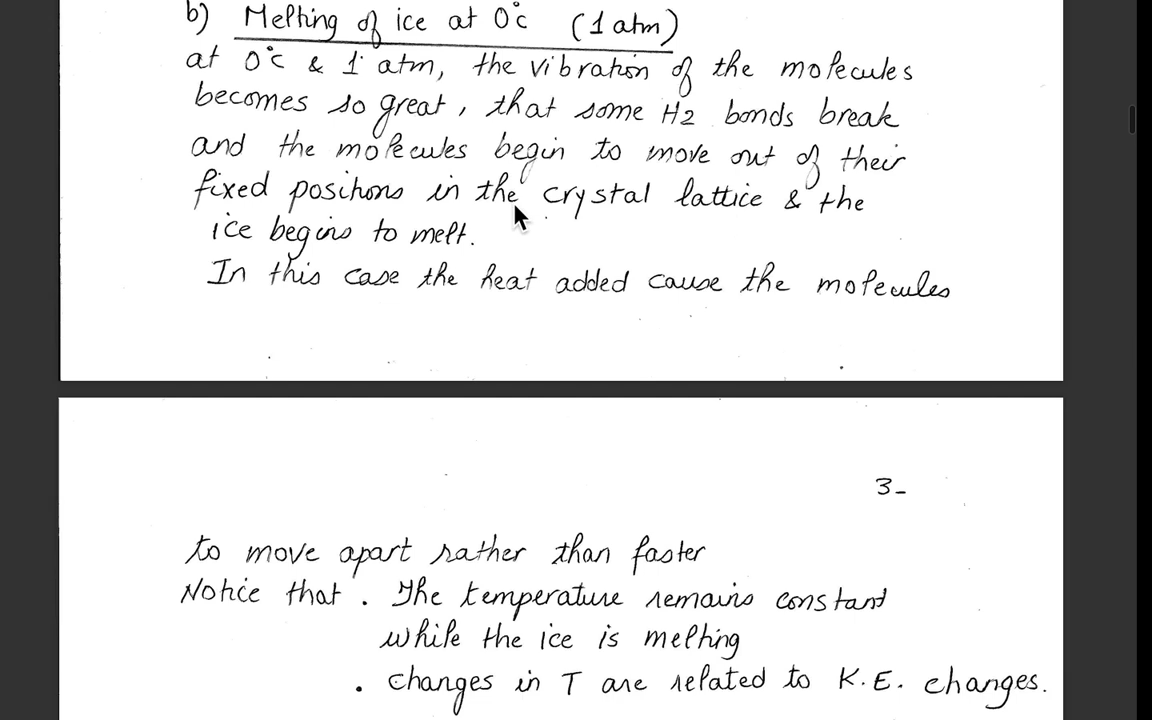 b) Melting of ice at 0°c (1 atm)
at 0°c & 1 atm, the vibration of the molecules
becomes so great, that some H2 bonds break
and the molecules begin to move out of their
fixed positions in the crystal lattice & the
ice begins to melt.
In this case the heat added cause the molecules
3-
to move apart rather than faster
Notice that . The temperature remains constant
while the ice is melting
. changes in T are related to K.E. changes.